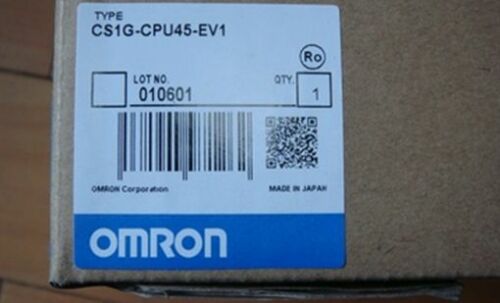 TYPE
CS1G-CPU45-EV1
Ro
LOT NO. QTY.
010601 1
OMRON Corporation MADE IN JAPAN
OMRON